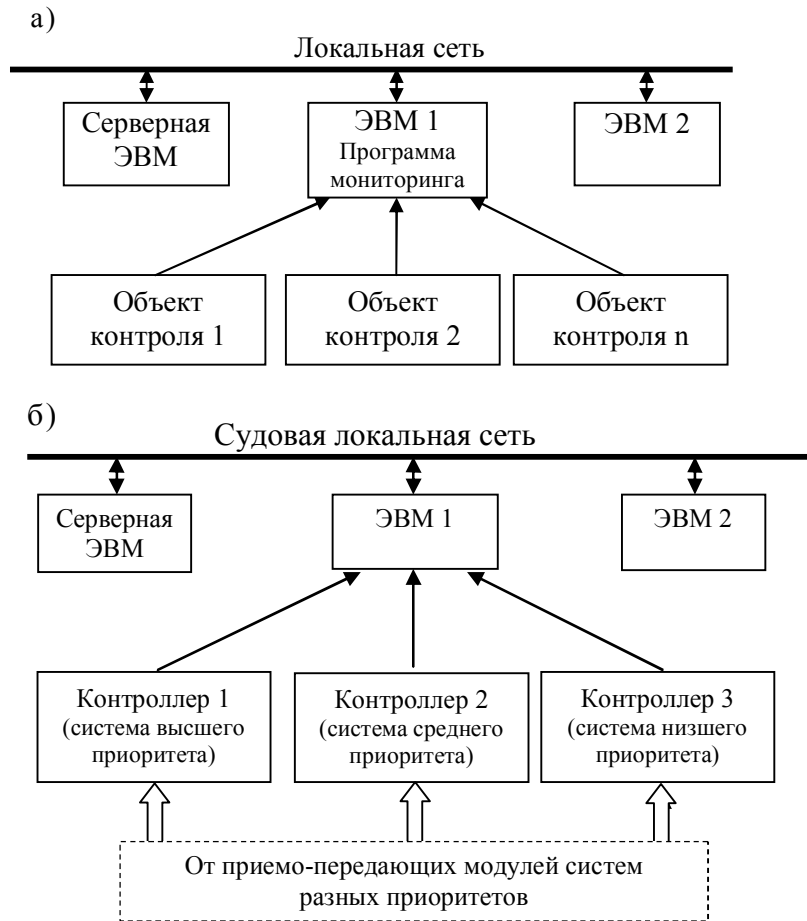 а)
Локальная сеть
Серверная
ЭВМ
ЭВМ 1
Программа
мониторинга
ЭВМ 2
Объект
контроля 1
Объект
контроля 2
Объект
контроля n
б)
Судовая локальная сеть
Серверная
ЭВМ
ЭВМ 1
ЭВМ 2
Контроллер 1
(система высшего
приоритета)
Контроллер 2
(система среднего
приоритета)
Контроллер 3
(система низшего
приоритета)
От приемо-передающих модулей систем
разных приоритетов